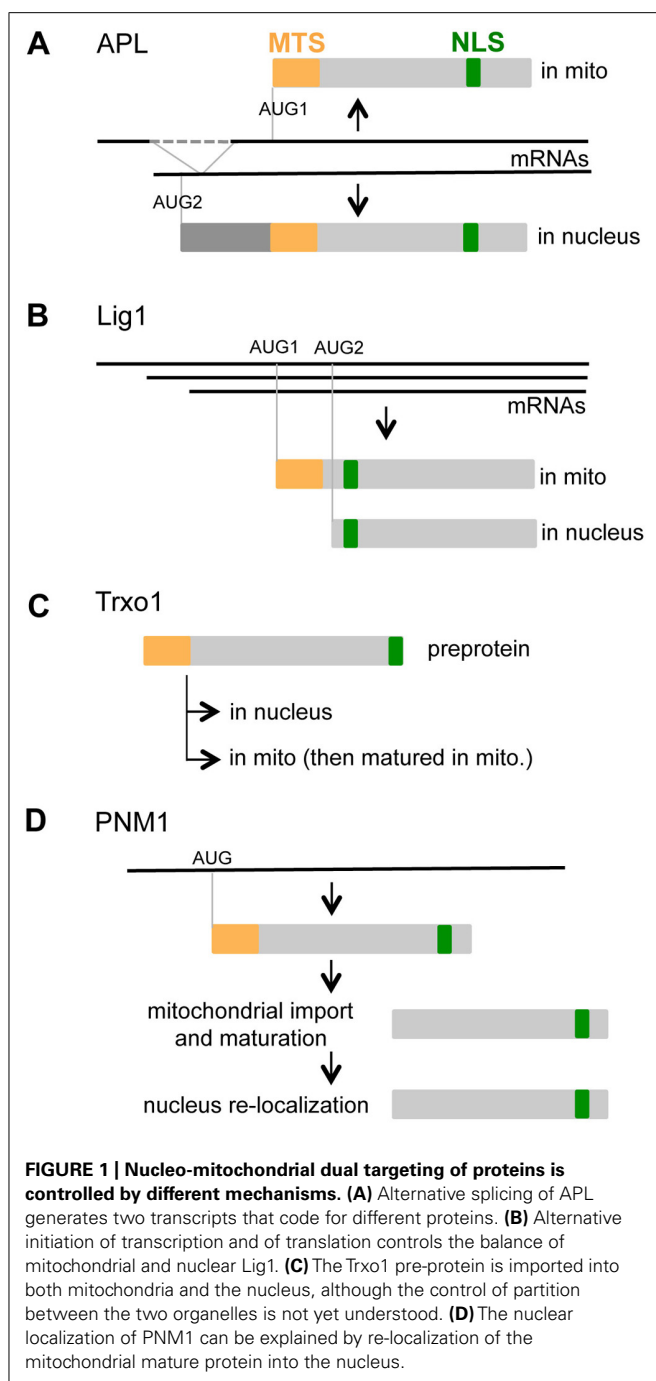 A APL MTS NLS
in mito
AUG1
mRNAs
AUG2
in nucleus
B Lig1
AUG1 AUG2
mRNAs
in mito
in nucleus
C Trxo1
preprotein
in nucleus
in mito (then matured in mito.)
D PNM1
AUG
mitochondrial import
and maturation
nucleus re-localization
FIGURE 1 | Nucleo-mitochondrial dual targeting of proteins is
controlled by different mechanisms. (A) Alternative splicing of APL
generates two transcripts that code for different proteins. (B) Alternative
initiation of transcription and of translation controls the balance of
mitochondrial and nuclear Lig1. (C) The Trxo1 pre-protein is imported into
both mitochondria and the nucleus, although the control of partition
between the two organelles is not yet understood. (D) The nuclear
localization of PNM1 can be explained by re-localization of the
mitochondrial mature protein into the nucleus.